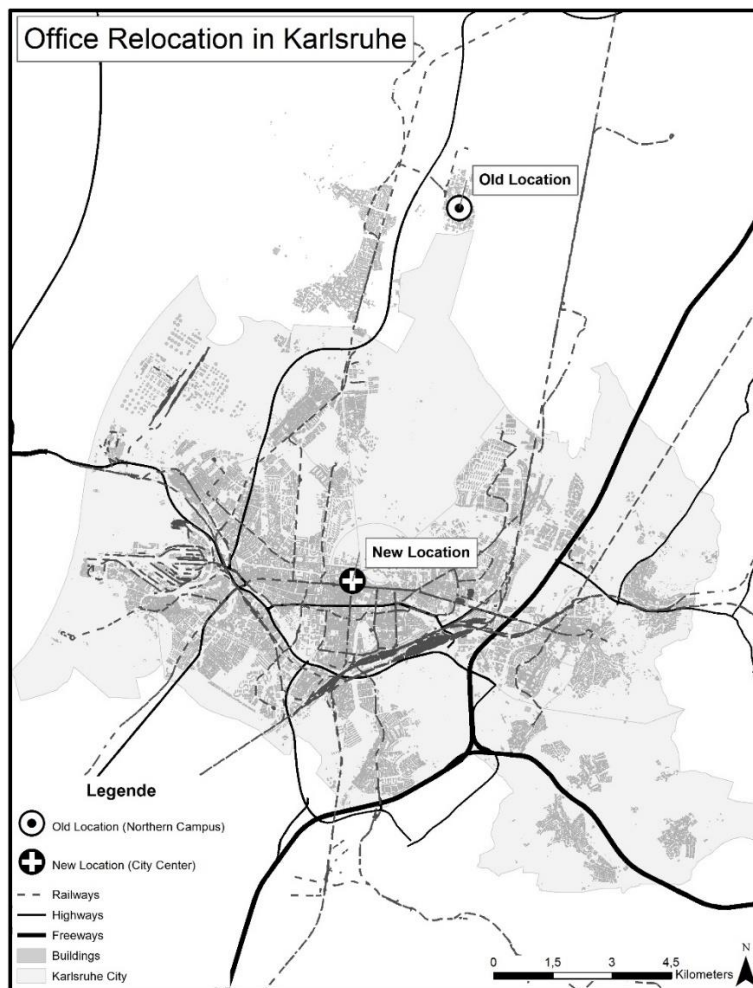 Office Relocation in Karlsruhe
Old Location
New Location
Legende
Old Location (Northern Campus)
New Location (City Center)
Railways
Highways
Freeways
Buildings
Karlsruhe City
0 1,5 3 4,5
Kilometers
N